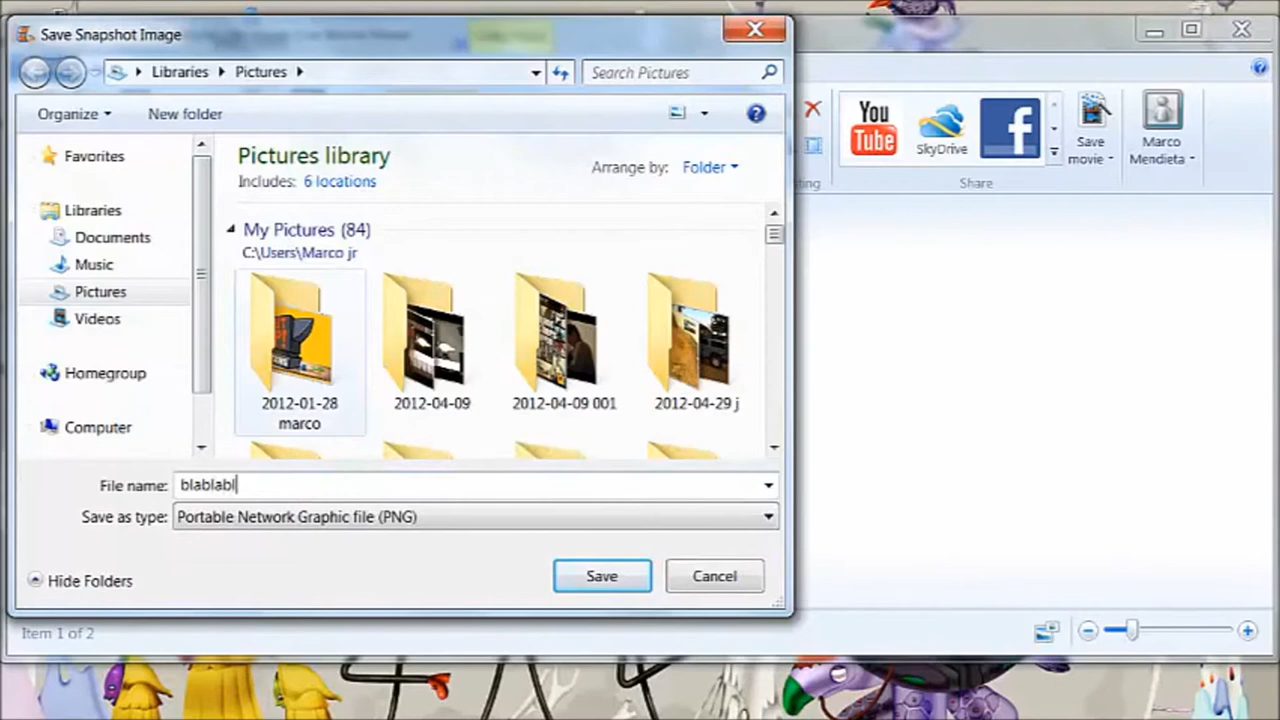 Save Snapshot Image
Libraries Pictures
Search Pictures
Organize New folder
Favorites
Libraries
Documents
Music
Pictures
Videos
Homegroup
Computer
Pictures library
Includes: 6 locations
Arrange by: Folder
My Pictures (84)
C:\Users\Marco jr
2012-01-28 marco
2012-04-09
2012-04-09 001
2012-04-29 j
File name: blablabl
Save as type: Portable Network Graphic file (PNG)
Hide Folders
Save Cancel
You Tube
SkyDrive
f
Save movie
Marco Mendieta
ting
Share
Item 1 of 2